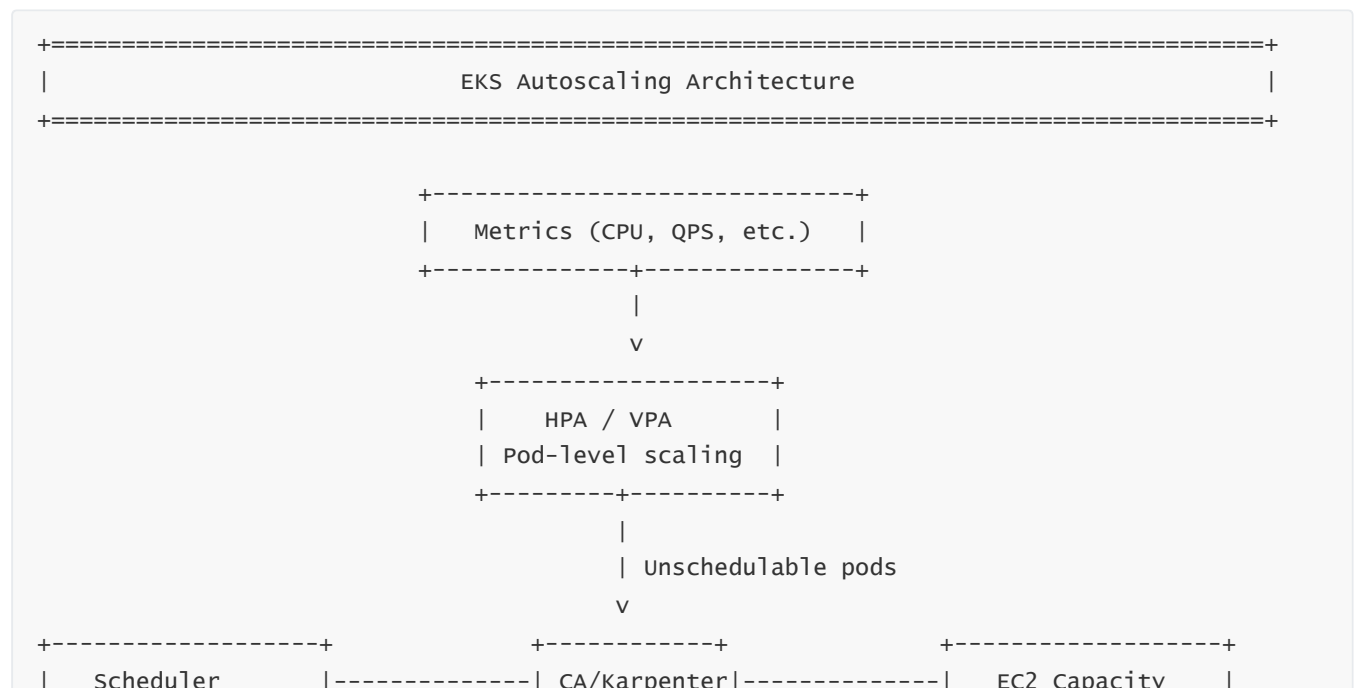 +======================================================================================+
|                              EKS Autoscaling Architecture                             |
+======================================================================================+
                           +------------------------------+
                           |   Metrics (CPU, QPS, etc.)   |
                           +--------------+---------------+
                                          |
                                          v
                               +--------------------+
                               |    HPA / VPA       |
                               | Pod-level scaling  |
                               +---------+----------+
                                         |
                                         | Unschedulable pods
                                         v
+-------------------+              +------------+               +------------------+
|   Scheduler       |--------------| CA/Karpenter|--------------|   EC2 Capacity    |